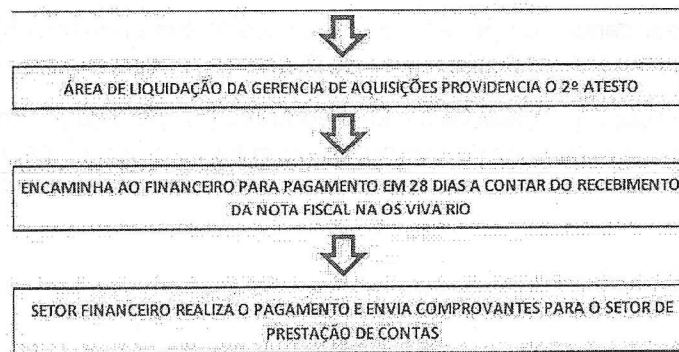 ÁREA DE LIQUIDAÇÃO DA GERENCIA DE AQUISIÇÕES PROVIDENCIA O 2º ATESTO
ENCAMINHA AO FINANCEIRO PARA PAGAMENTO EM 28 DIAS A CONTAR DO RECEBIMENTO
DA NOTA FISCAL NA OS VIVA RIO
SETOR FINANCEIRO REALIZA O PAGAMENTO E ENVIA COMPROVANTES PARA O SETOR DE
PRESTAÇÃO DE CONTAS